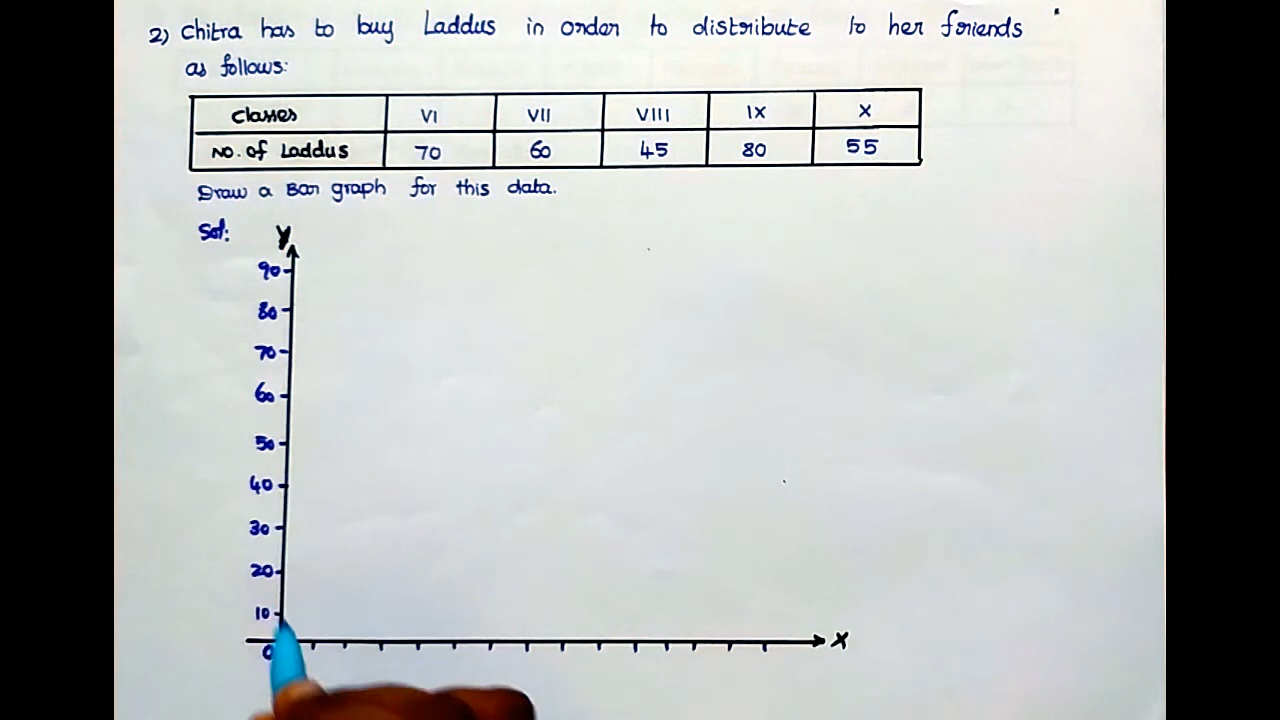 2) Chitra has to buy Laddus in order to distribute to her friends
as follows:
Classes VI VII VIII IX X
No. of Laddus 70 60 45 80 55
Draw a Bar graph for this data.
Sol:
Y
90
80
70
60
50
40
30
20
10
0
X